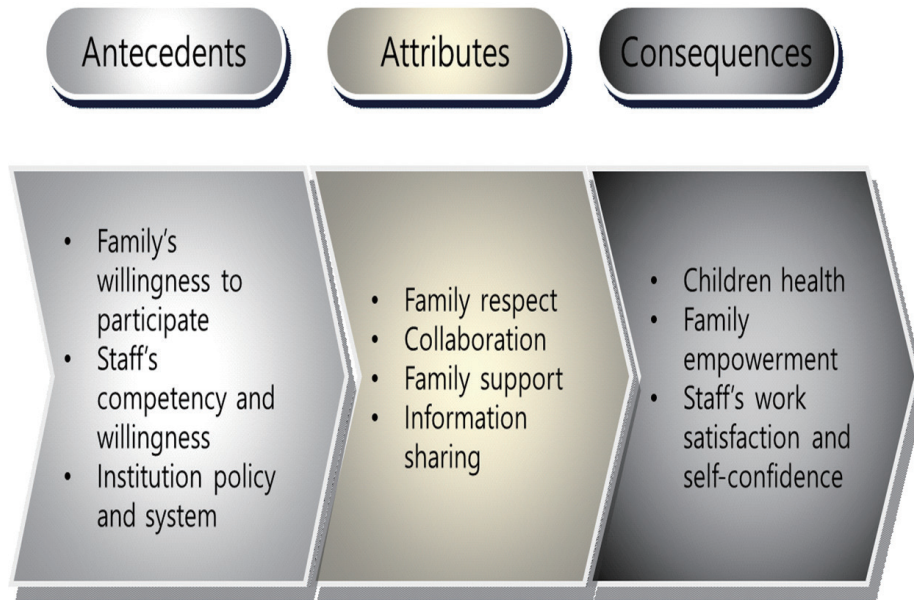 Antecedents
Attributes
Consequences
• Family's
willingness to
participate
• Staff's
competency and
willingness
• Institution policy
and system
• Family respect
• Collaboration
• Family support
• Information
sharing
• Children health
• Family
empowerment
• Staff's work
satisfaction and
self-confidence